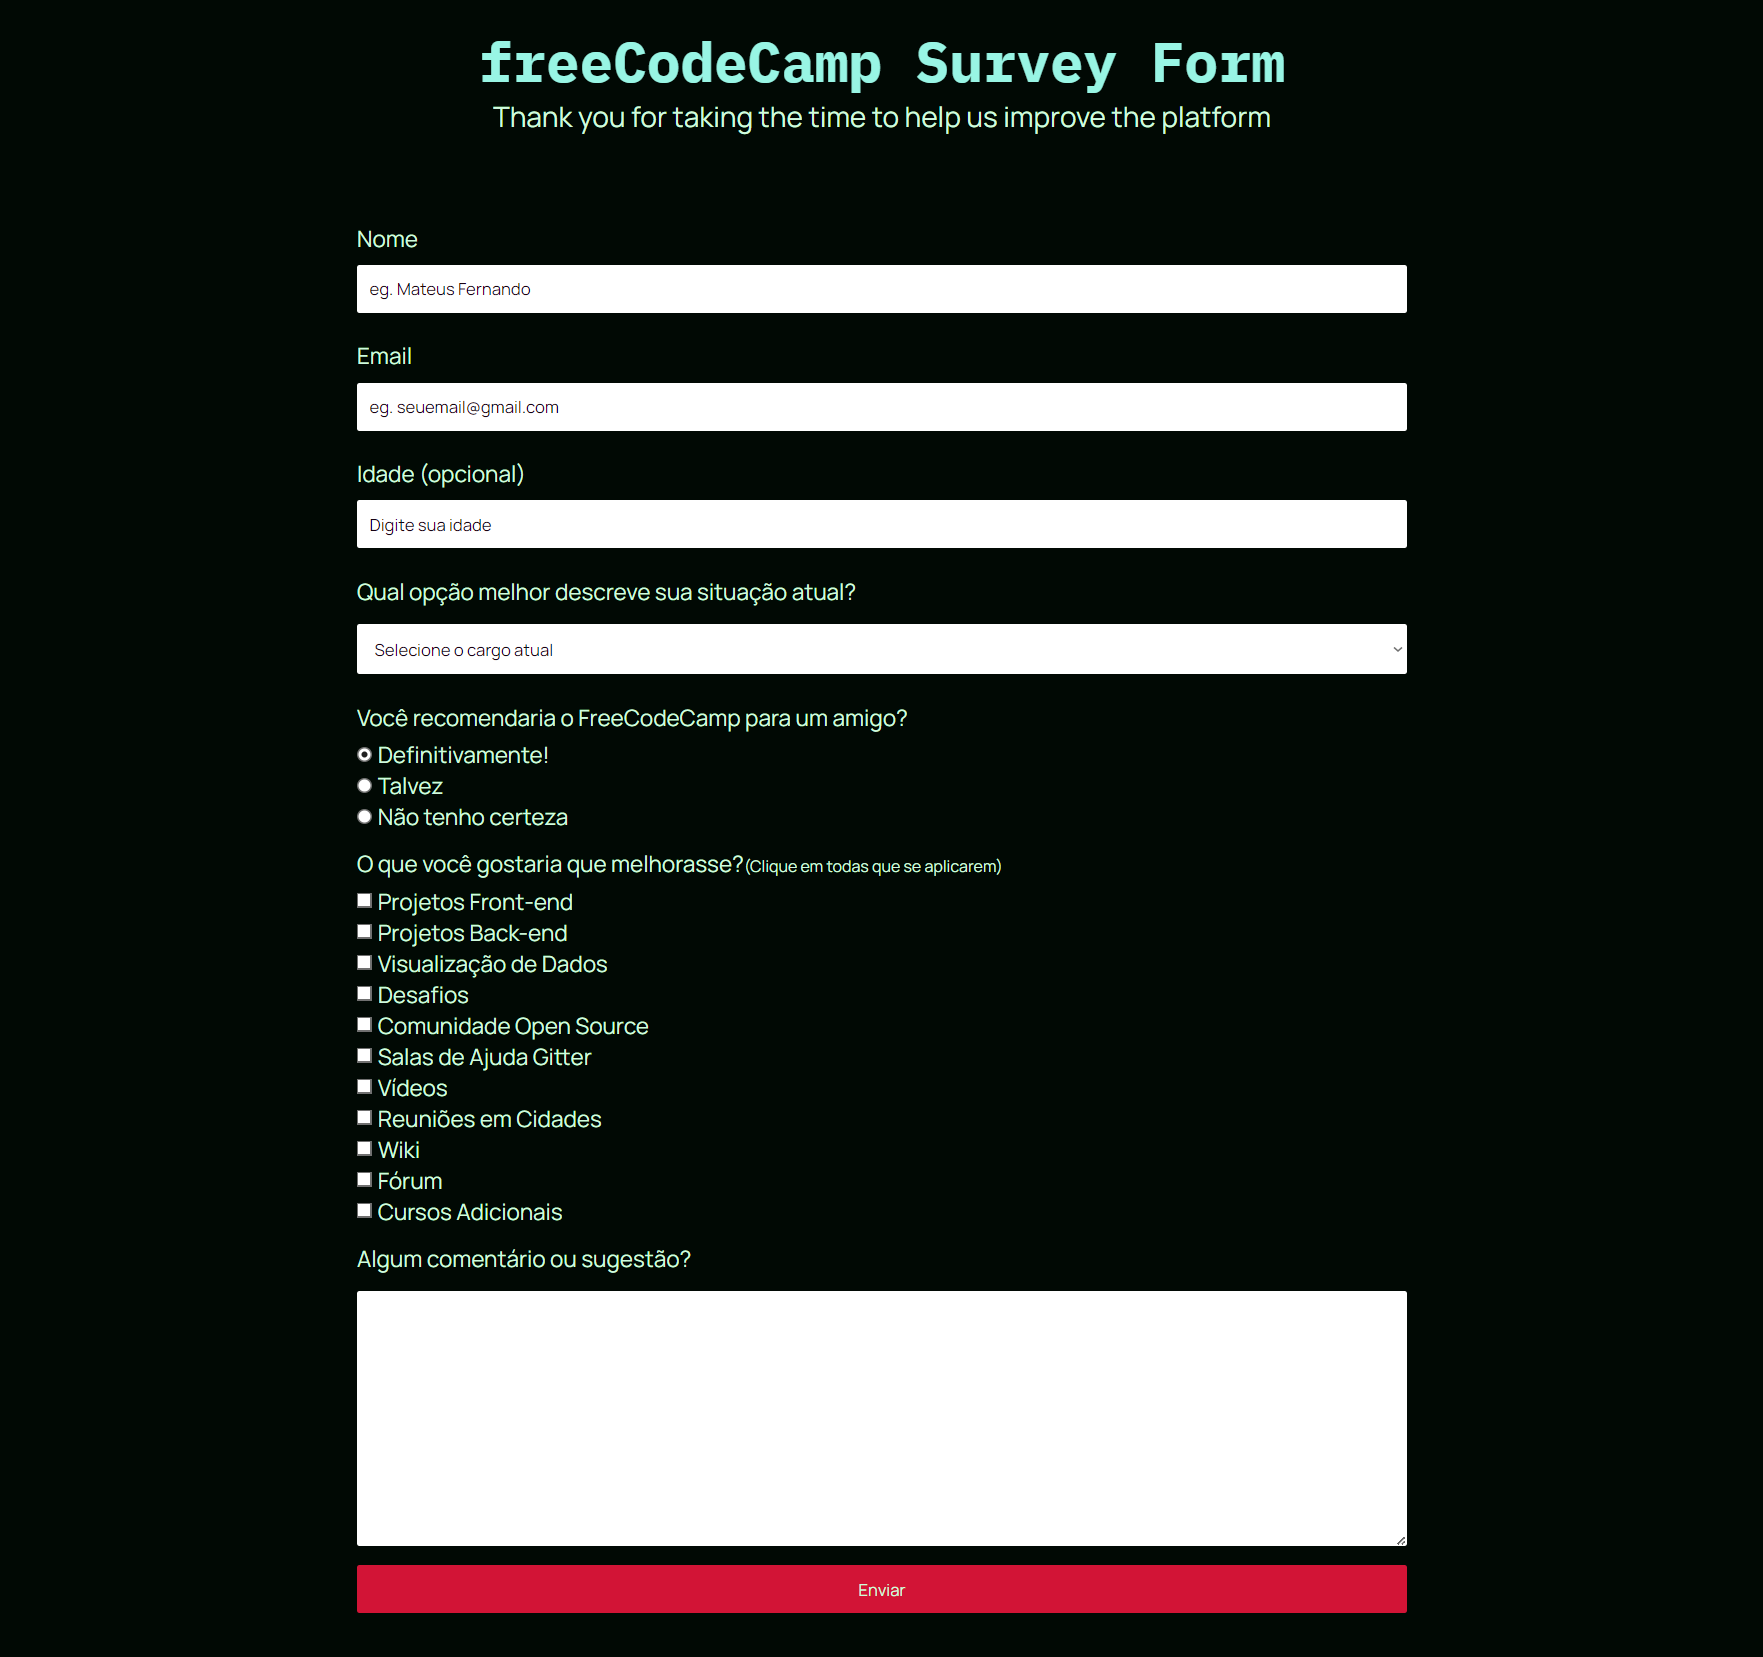 freeCodeCamp Survey Form
Thank you for taking the time to help us improve the platform
Nome
eg. Mateus Fernando
Email
eg. seuemail@gmail.com
Idade (opcional)
Digite sua idade
Qual opção melhor descreve sua situação atual?
Selecione o cargo atual
Você recomendaria o FreeCodeCamp para um amigo?
Definitivamente!
Talvez
Não tenho certeza
O que você gostaria que melhorasse?(Clique em todas que se aplicarem)
Projetos Front-end
Projetos Back-end
Visualização de Dados
Desafios
Comunidade Open Source
Salas de Ajuda Gitter
Vídeos
Reuniões em Cidades
Wiki
Fórum
Cursos Adicionais
Algum comentário ou sugestão?
Enviar